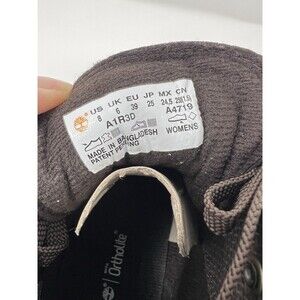 US UK EU JP MX CN
8 6 39 25 24.5 250(1.5)
A1R3D A4719
MADE IN BANGLADESH WOMENS
PATENT PENDING
Ortholite